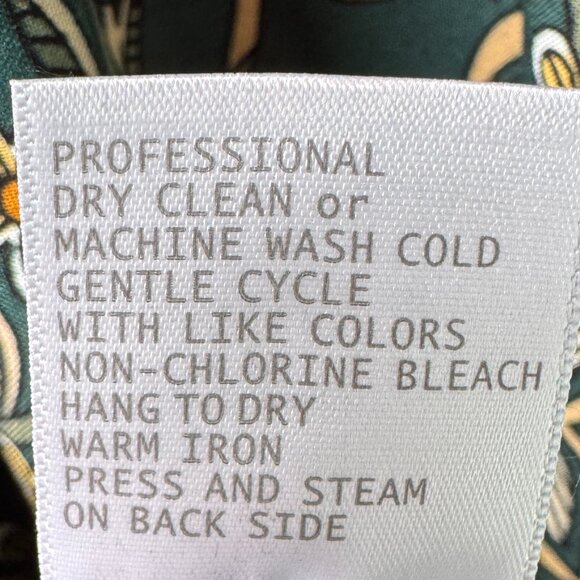 PROFESSIONAL
DRY CLEAN or
MACHINE WASH COLD
GENTLE CYCLE
WITH LIKE COLORS
NON-CHLORINE BLEACH
HANG TO DRY
WARM IRON
PRESS AND STEAM
ON BACK SIDE